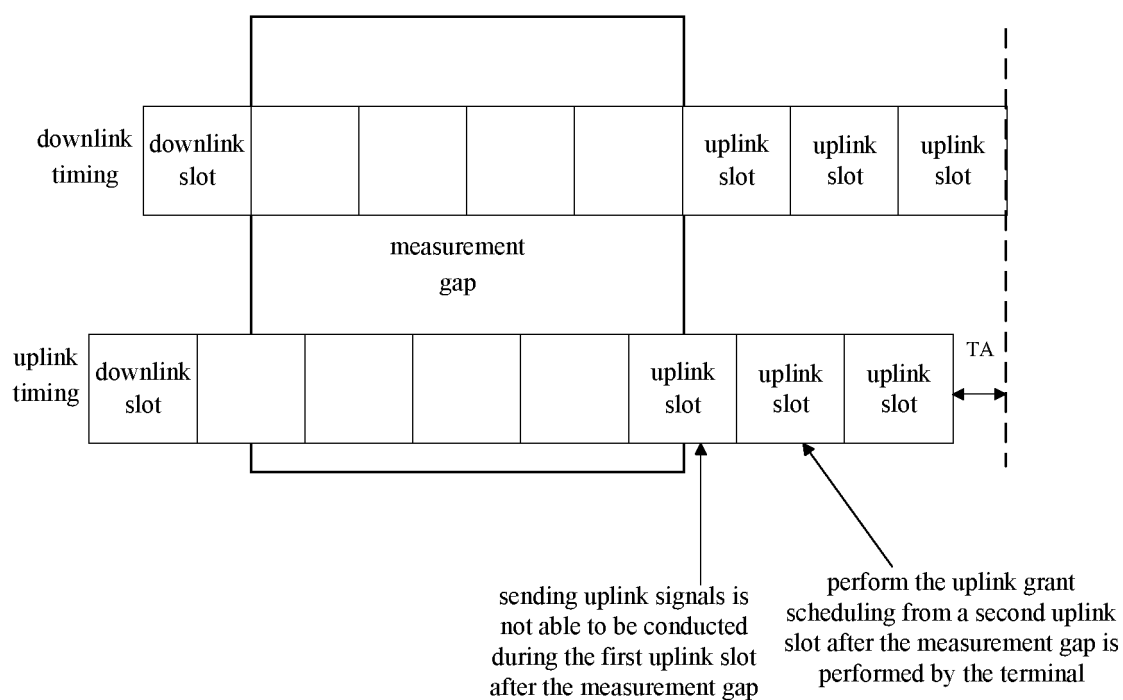 downlink
timing
downlink
slot
uplink
slot
uplink
slot
uplink
slot
measurement
gap
uplink
timing
downlink
slot
uplink
slot
uplink
slot
uplink
slot
TA
sending uplink signals is
not able to be conducted
during the first uplink slot
after the measurement gap
perform the uplink grant
scheduling from a second uplink
slot after the measurement gap is
performed by the terminal